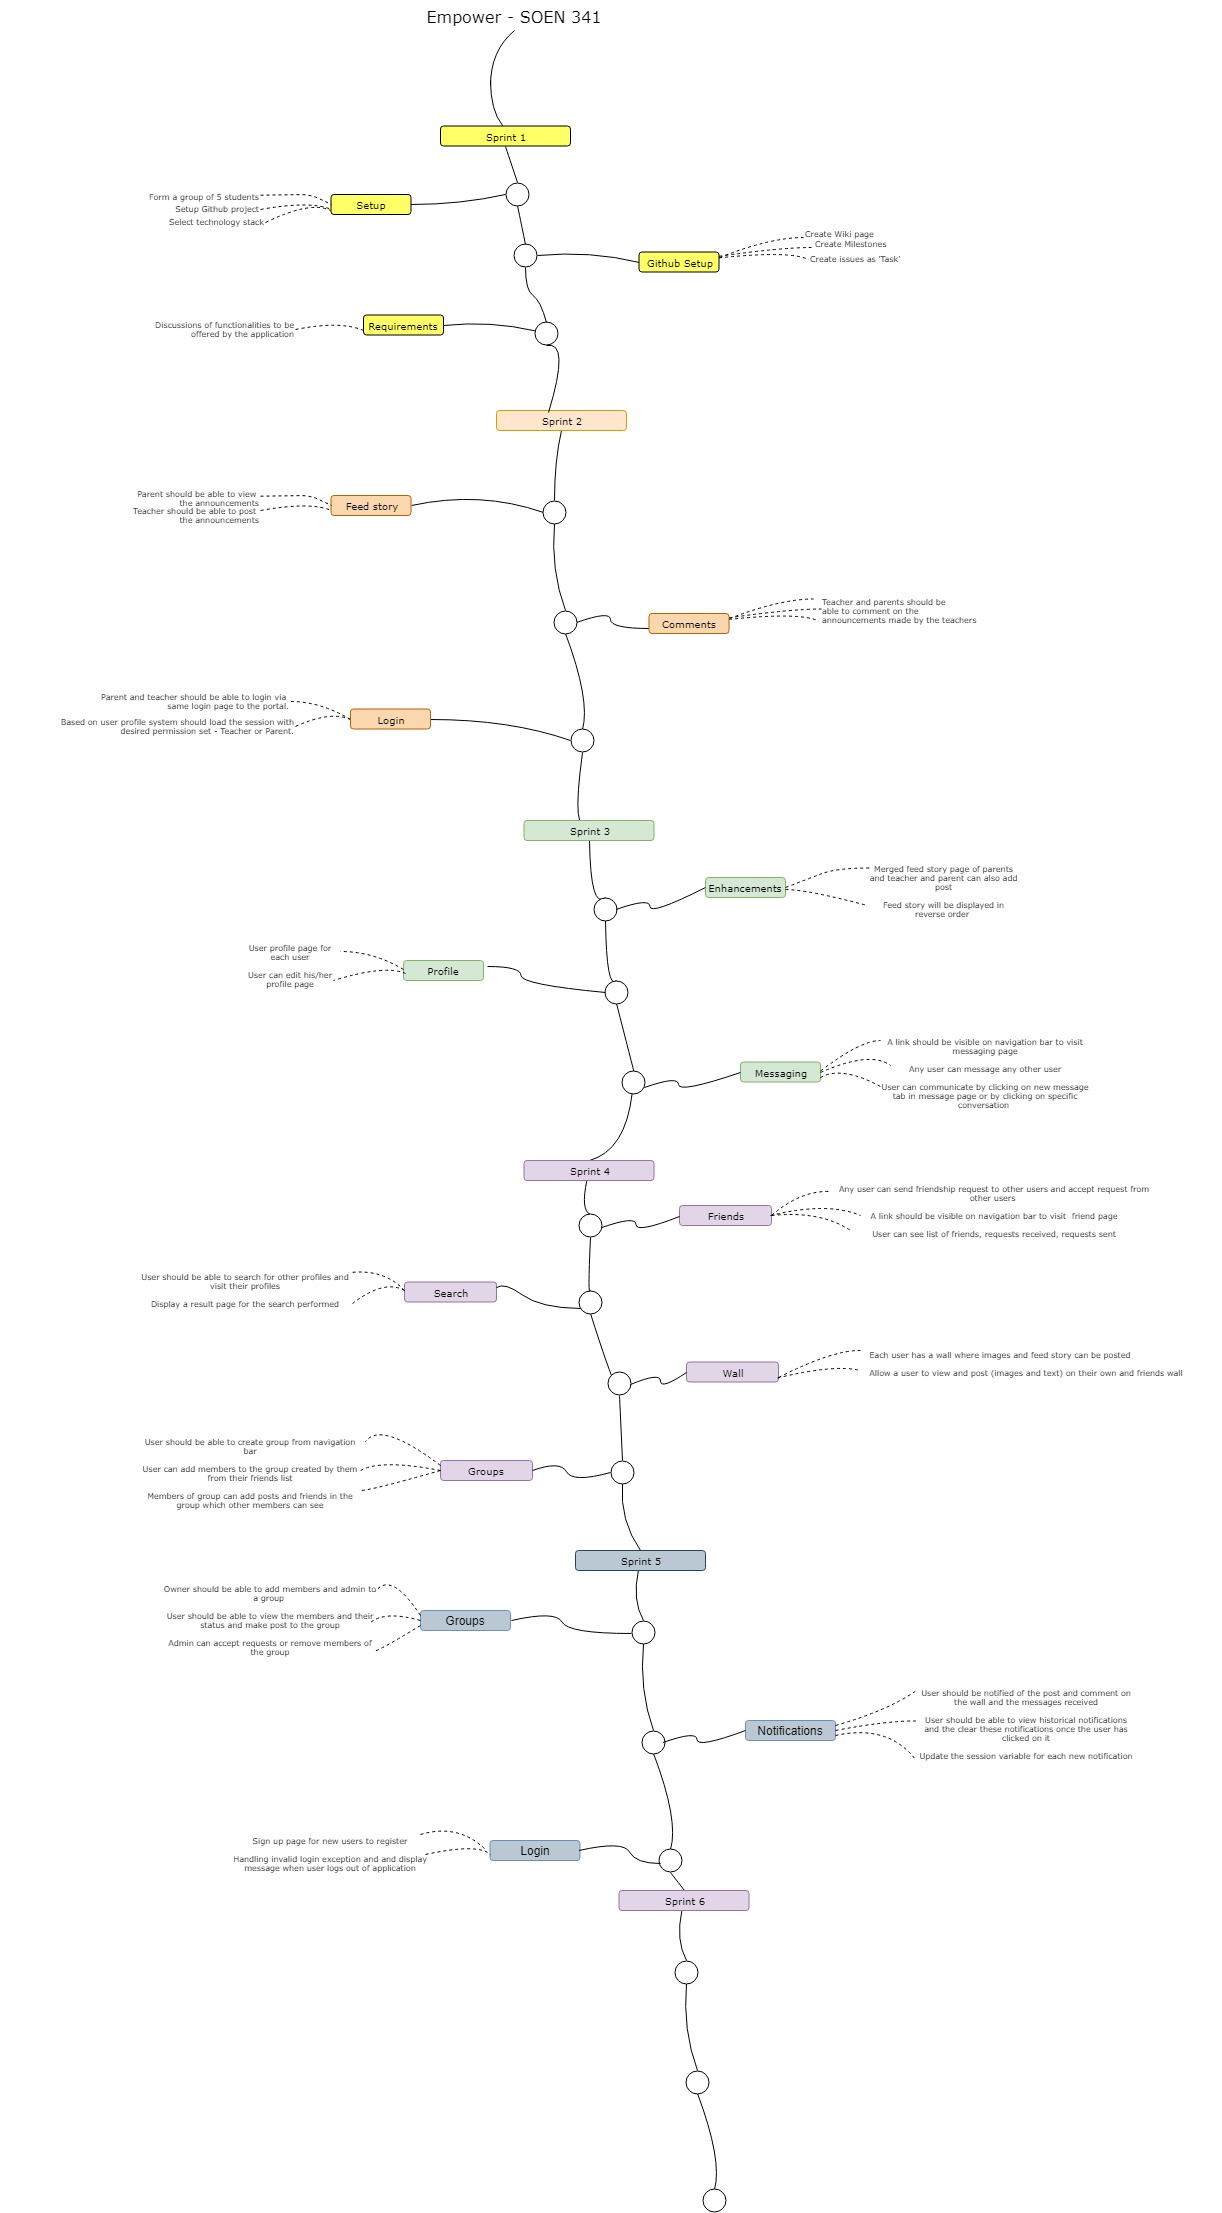 Empower - SOEN 341
Sprint 1
Form a group of 5 students
Setup Github project
Select technology stack
Setup
Create Wiki page
Create Milestones
Create issues as 'Task'
Github Setup
Discussions of functionalities to be
offered by the application
Requirements
Sprint 2
Parent should be able to view
the announcements
Teacher should be able to post
the announcements
Feed story
Teacher and parents should be
able to comment on the
announcements made by the teachers
Comments
Parent and teacher should be able to login via
same login page to the portal.
Based on user profile system should load the session with
desired permission set - Teacher or Parent.
Login
Sprint 3
Merged feed story page of parents
and teacher and parent can also add
post
Feed story will be displayed in
reverse order
Enhancements
User profile page for
each user
User can edit his/her
profile page
Profile
A link should be visible on navigation bar to visit
messaging page
Any user can message any other user
User can communicate by clicking on new message
tab in message page or by clicking on specific
conversation
Messaging
Sprint 4
Any user can send friendship request to other users and accept request from
other users
A link should be visible on navigation bar to visit  friend page
User can see list of friends, requests received, requests sent
Friends
User should be able to search for other profiles and
visit their profiles
Display a result page for the search performed
Search
Each user has a wall where images and feed story can be posted
Allow a user to view and post (images and text) on their own and friends wall
Wall
User should be able to create group from navigation
bar
User can add members to the group created by them
from their friends list
Members of group can add posts and friends in the
group which other members can see
Groups
Sprint 5
Owner should be able to add members and admin to
a group
User should be able to view the members and their
status and make post to the group
Admin can accept requests or remove members of
the group
Groups
User should be notified of the post and comment on
the wall and the messages received
User should be able to view historical notifications
and the clear these notifications once the user has
clicked on it
Update the session variable for each new notification
Notifications
Sign up page for new users to register
Handling invalid login exception and and display
message when user logs out of application
Login
Sprint 6